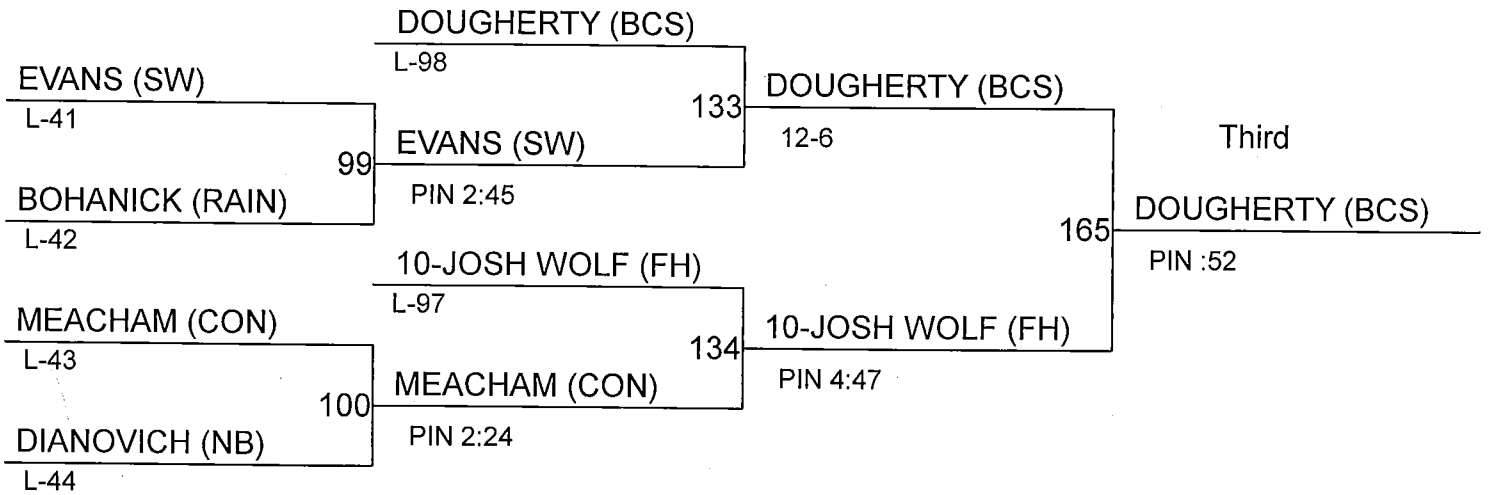 DOUGHERTY (BCS)
L-98
EVANS (SW)
L-41
133
DOUGHERTY (BCS)
12-6
Third
99
EVANS (SW)
PIN 2:45
BOHANICK (RAIN)
L-42
165
DOUGHERTY (BCS)
PIN :52
10-JOSH WOLF (FH)
L-97
MEACHAM (CON)
L-43
134
10-JOSH WOLF (FH)
PIN 4:47
100
MEACHAM (CON)
PIN 2:24
DIANOVICH (NB)
L-44